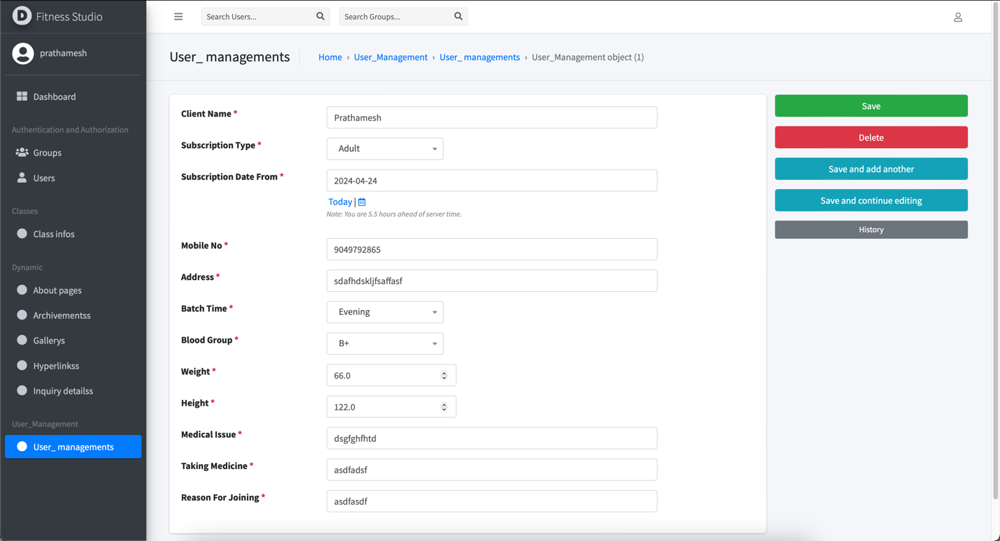 D Fitness Studio
prathamesh
Dashboard
Authentication and Authorization
Groups
Users
Classes
Class infos
Dynamic
About pages
Archivementss
Gallerys
Hyperlinkss
Inquiry detailss
User_Management
User_ managements
Search Users...
Search Groups...
User_ managements
Home › User_Management › User_ managements › User_Management object (1)
Client Name * Prathamesh
Subscription Type * Adult
Subscription Date From * 2024-04-24
Today |
Note: You are 5.5 hours ahead of server time.
Mobile No * 9049792865
Address * sdafhdskljfsaffasf
Batch Time * Evening
Blood Group * B+
Weight * 66.0
Height * 122.0
Medical Issue * dsgfghfhtd
Taking Medicine * asdfadsf
Reason For Joining * asdfasdf
Save
Delete
Save and add another
Save and continue editing
History